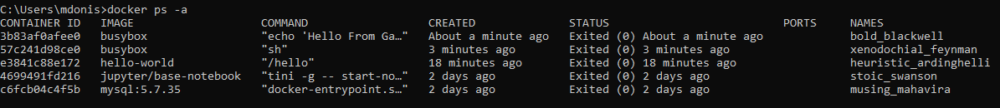 C:\Users\mdonis>docker ps -a
CONTAINER ID   IMAGE                   COMMAND                  CREATED              STATUS                          PORTS     NAMES
3b83af0afee0   busybox                 "echo 'Hello From Ga…"   About a minute ago   Exited (0) About a minute ago             bold_blackwell
57c241d98ce0   busybox                 "sh"                     3 minutes ago        Exited (0) 3 minutes ago                  xenodochial_feynman
e3841c88e172   hello-world             "/hello"                 18 minutes ago       Exited (0) 18 minutes ago                 heuristic_ardinghelli
4699491fd216   jupyter/base-notebook   "tini -g -- start-no…"   2 days ago           Exited (0) 2 days ago                     stoic_swanson
c6fcb04c4f5b   mysql:5.7.35            "docker-entrypoint.s…"   2 days ago           Exited (0) 2 days ago                     musing_mahavira